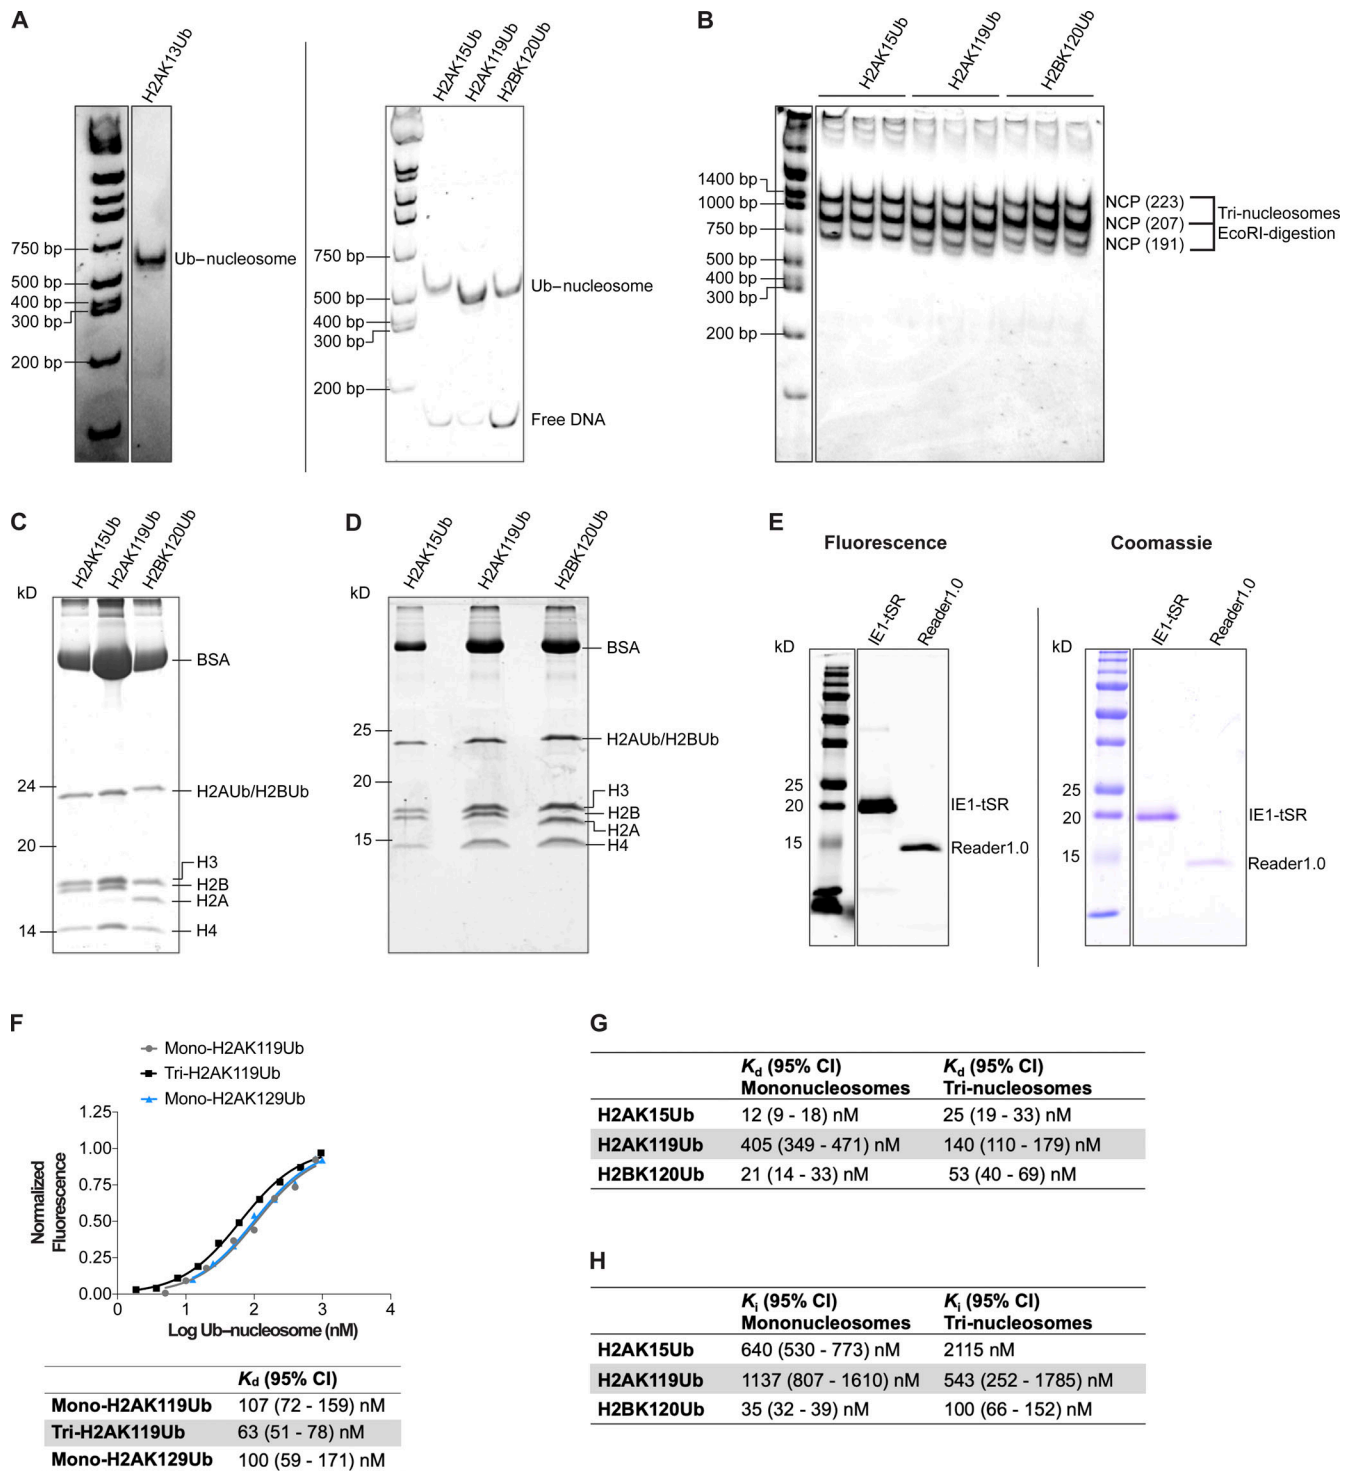 A
H2AK13Ub
750 bp
500 bp
400 bp
300 bp
200 bp
Ub–nucleosome
H2AK15Ub
H2AK119Ub
H2BK120Ub
750 bp
500 bp
400 bp
300 bp
200 bp
Ub–nucleosome
Free DNA
B
H2AK15Ub
H2AK119Ub
H2BK120Ub
1400 bp
1000 bp
750 bp
500 bp
400 bp
300 bp
200 bp
NCP (223)
NCP (207)
NCP (191)
Tri-nucleosomes
EcoRI-digestion
C
H2AK15Ub
H2AK119Ub
H2BK120Ub
kD
24
20
14
BSA
H2AUb/H2BUb
H3
H2B
H2A
H4
D
H2AK15Ub
H2AK119Ub
H2BK120Ub
kD
25
20
15
BSA
H2AUb/H2BUb
H3
H2B
H2A
H4
E
Fluorescence
IE1-tSR
Reader1.0
kD
25
20
15
IE1-tSR
Reader1.0
Coomassie
IE1-tSR
Reader1.0
kD
25
20
15
IE1-tSR
Reader1.0
F
Mono-H2AK119Ub
Tri-H2AK119Ub
Mono-H2AK129Ub
Normalized
Fluorescence
1.25
1.00
0.75
0.50
0.25
0.00
0 1 2 3 4
Log Ub–nucleosome (nM)
Kd (95% CI)
Mono-H2AK119Ub 107 (72 - 159) nM
Tri-H2AK119Ub 63 (51 - 78) nM
Mono-H2AK129Ub 100 (59 - 171) nM
G
Kd (95% CI) Kd (95% CI)
Mononucleosomes Tri-nucleosomes
H2AK15Ub 12 (9 - 18) nM 25 (19 - 33) nM
H2AK119Ub 405 (349 - 471) nM 140 (110 - 179) nM
H2BK120Ub 21 (14 - 33) nM 53 (40 - 69) nM
H
Ki (95% CI) Ki (95% CI)
Mononucleosomes Tri-nucleosomes
H2AK15Ub 640 (530 - 773) nM 2115 nM
H2AK119Ub 1137 (807 - 1610) nM 543 (252 - 1785) nM
H2BK120Ub 35 (32 - 39) nM 100 (66 - 152) nM